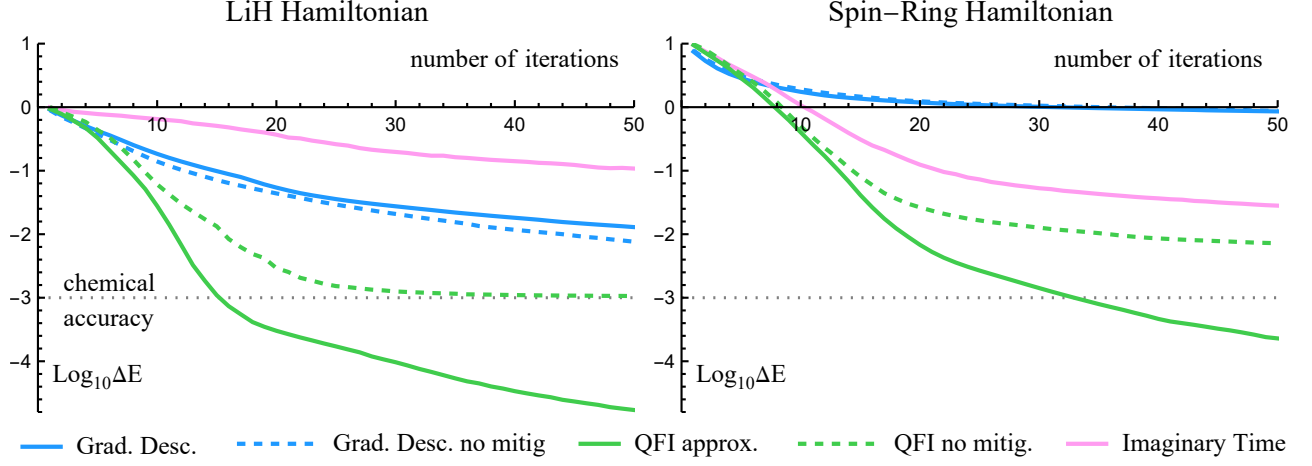 LiH Hamiltonian
Spin−Ring Hamiltonian
1
number of iterations
0
10 20 30 40 50
−1
−2
chemical
−3
accuracy
−4
Log10ΔE
1
number of iterations
0
10 20 30 40 50
−1
−2
−3
−4
Log10ΔE
Grad. Desc. Grad. Desc. no mitig QFI approx. QFI no mitig. Imaginary Time